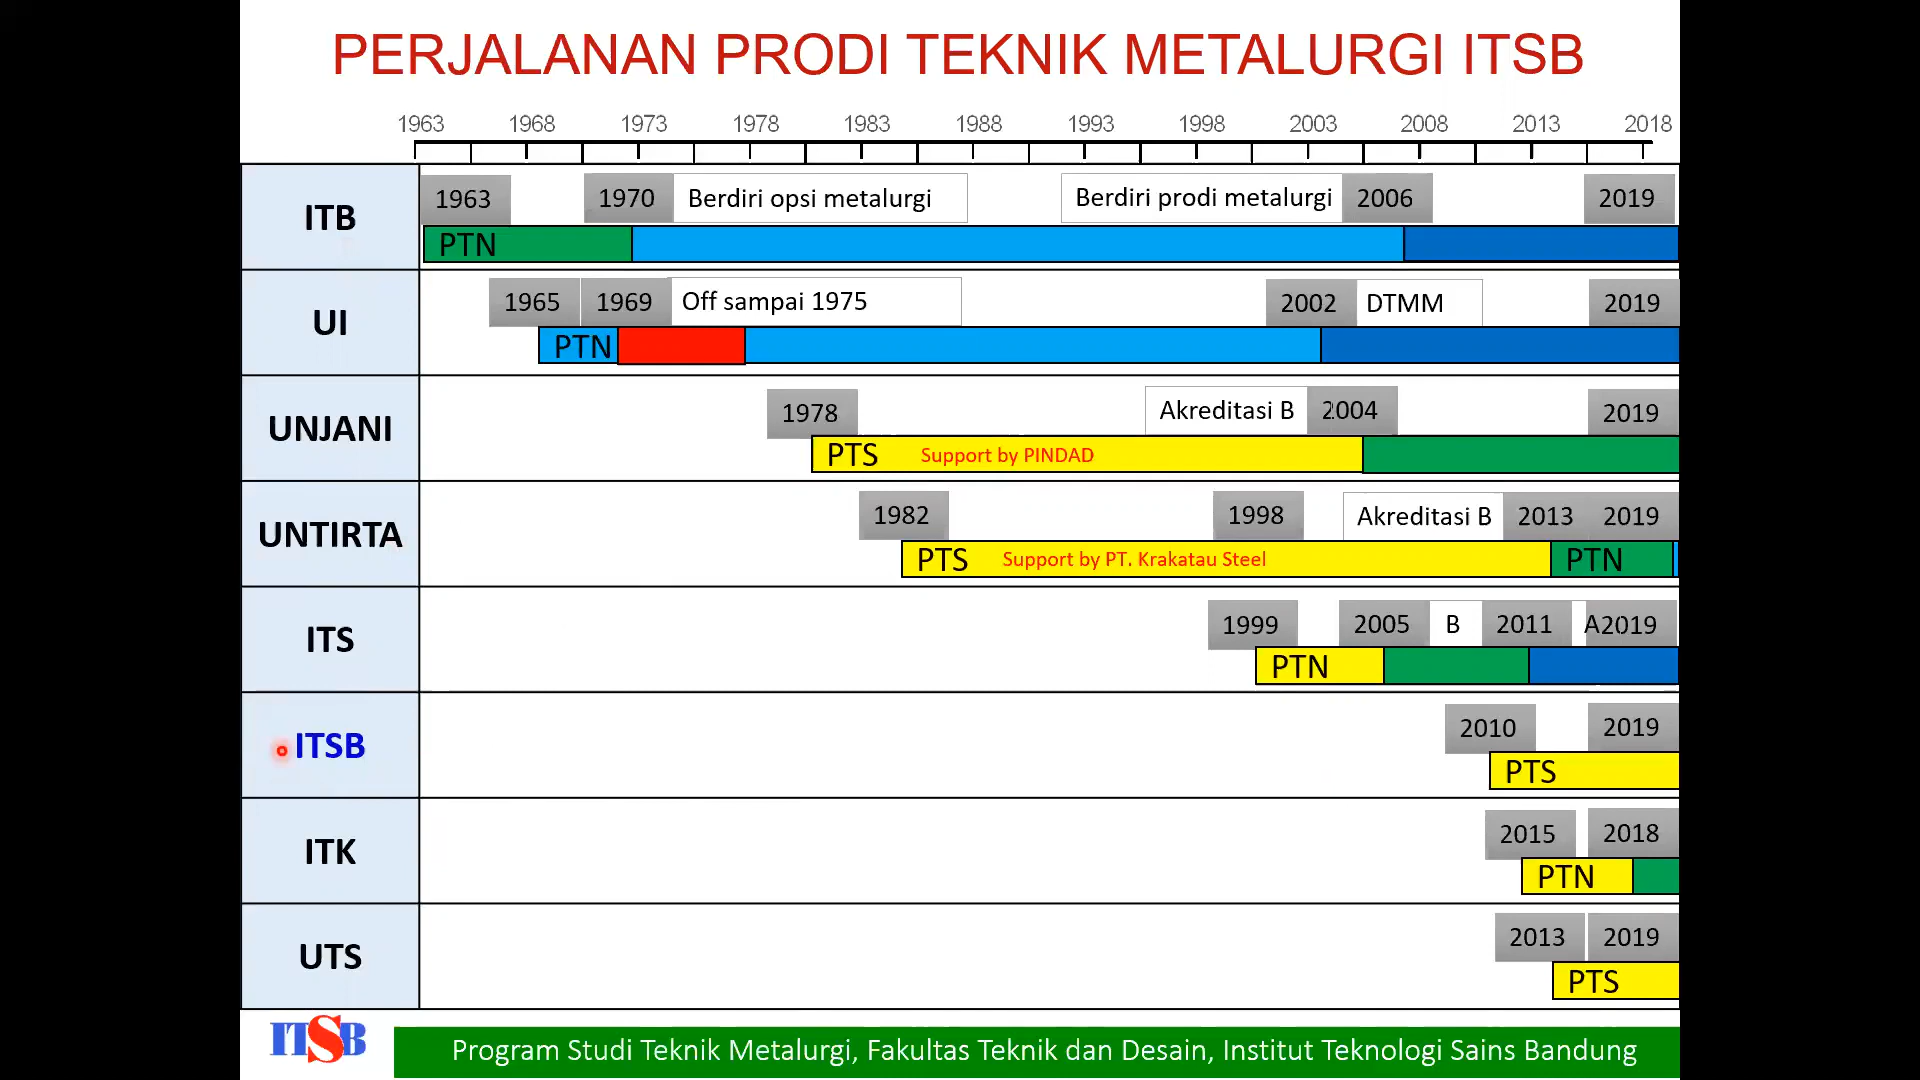 PERJALANAN PRODI TEKNIK METALURGI ITSB
1963 1968 1973 1978 1983 1988 1993 1998 2003 2008 2013 2018
ITB
1963 1970 Berdiri opsi metalurgi Berdiri prodi metalurgi 2006 2019
PTN
UI
1965 1969 Off sampai 1975 2002 DTMM 2019
PTN
UNJANI
1978 Akreditasi B 2004 2019
PTS Support by PINDAD
UNTIRTA
1982 1998 Akreditasi B 2013 2019
PTS Support by PT. Krakatau Steel PTN
ITS
1999 2005 B 2011 A 2019
PTN
ITSB
2010 2019
PTS
ITK
2015 2018
PTN
UTS
2013 2019
PTS
ITSB
Program Studi Teknik Metalurgi, Fakultas Teknik dan Desain, Institut Teknologi Sains Bandung